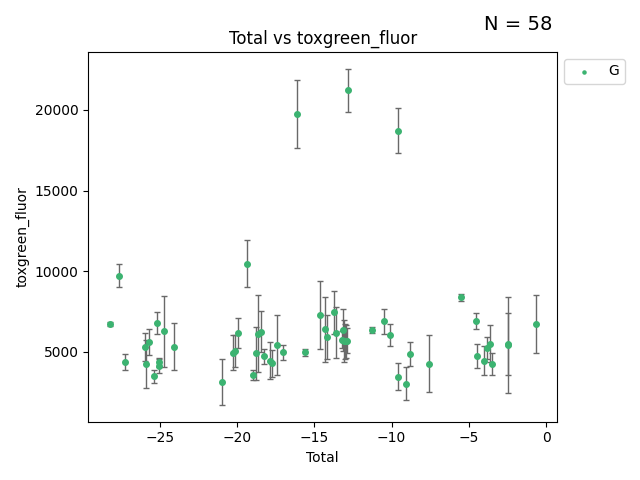 N = 58
Total vs toxgreen_fluor
G
20000
15000
10000
5000
toxgreen_fluor
−25
−20
−15
−10
−5
0
Total